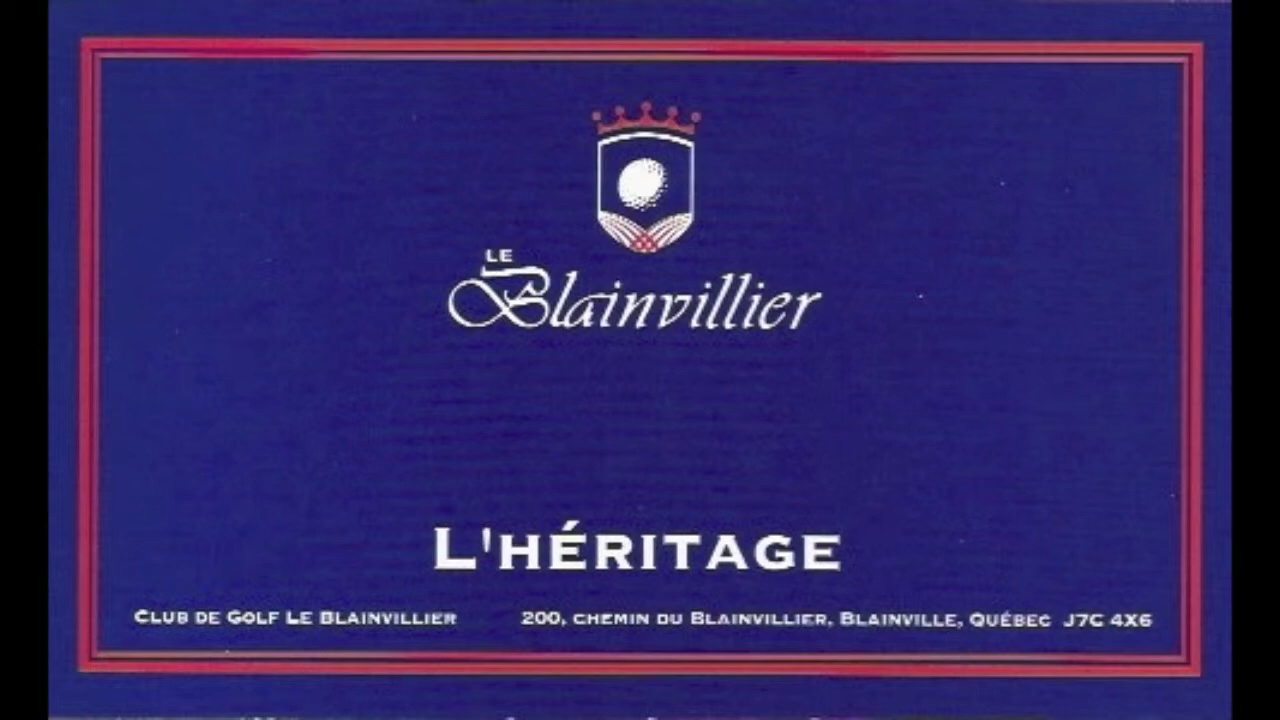 LE
Blainvillier
L'HÉRITAGE
CLUB DE GOLF LE BLAINVILLIER 200, CHEMIN DU BLAINVILLIER, BLAINVILLE, QUÉBEC J7C 4X6